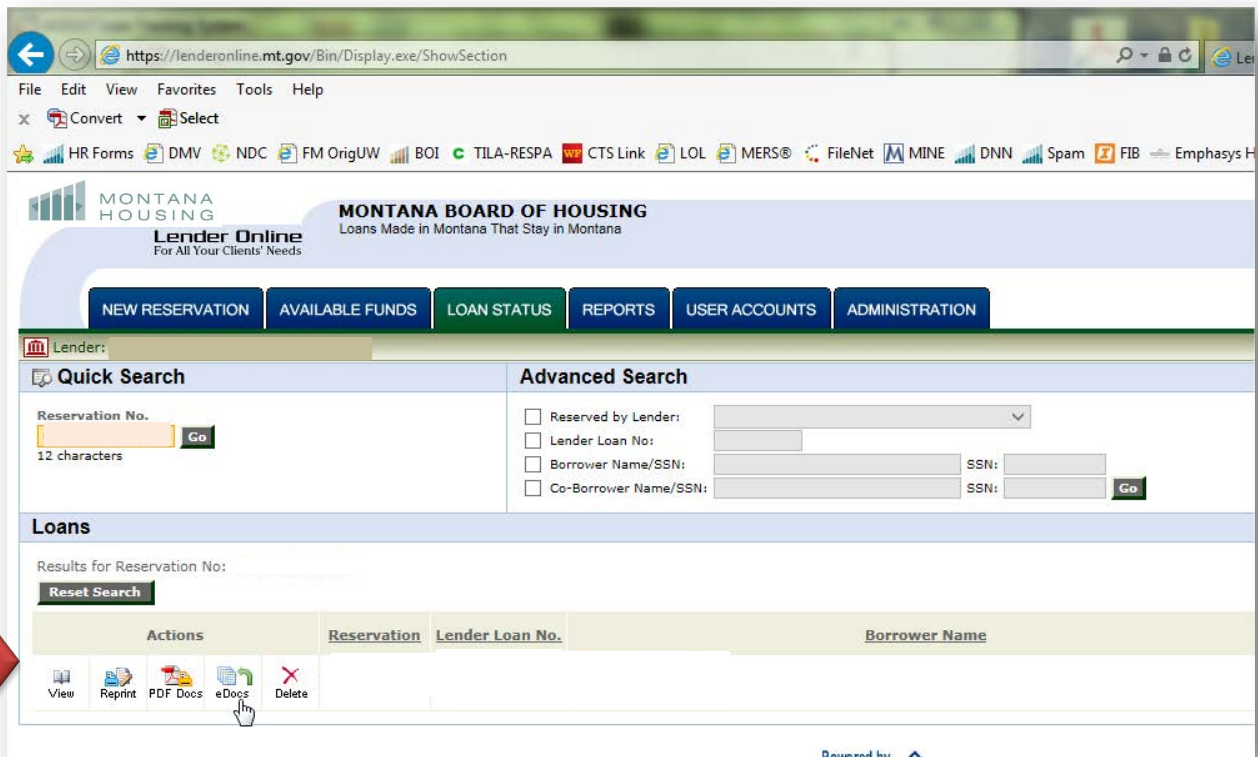 https://lenderonline.mt.gov/Bin/Display.exe/ShowSection
File Edit View Favorites Tools Help
x Convert Select
HR Forms DMV NDC FM OrigUW BOI TILA-RESPA WF CTS Link LOL MERS® FileNet M MINE DNN Spam FIB Emphasys H
MONTANA
HOUSING
Lender Online
For All Your Clients' Needs
MONTANA BOARD OF HOUSING
Loans Made in Montana That Stay in Montana
NEW RESERVATION AVAILABLE FUNDS LOAN STATUS REPORTS USER ACCOUNTS ADMINISTRATION
Lender:
Quick Search
Reservation No.
Go
12 characters
Advanced Search
Reserved by Lender:
Lender Loan No:
Borrower Name/SSN: SSN:
Co-Borrower Name/SSN: SSN: Go
Loans
Results for Reservation No:
Reset Search
Actions Reservation Lender Loan No. Borrower Name
View Reprint PDF Docs eDocs Delete
Powered by